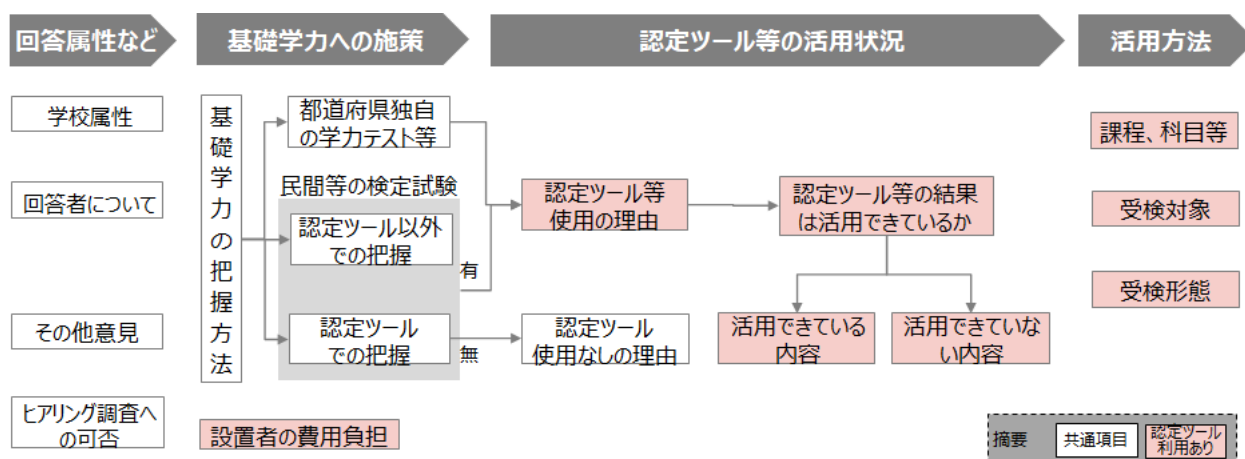 回答属性など
基礎学力への施策
認定ツール等の活用状況
活用方法
学校属性
回答者について
その他意見
ヒアリング調査へ
の可否
基礎学力の把握方法
都道府県独自
の学力テスト等
民間等の検定試験
認定ツール以外
での把握
有
認定ツール
での把握
無
設置者の費用負担
認定ツール等
使用の理由
認定ツール
使用なしの理由
認定ツール等の結果
は活用できているか
活用できている
内容
活用できていな
い内容
課程、科目等
受検対象
受検形態
摘要
共通項目
認定ツール
利用あり